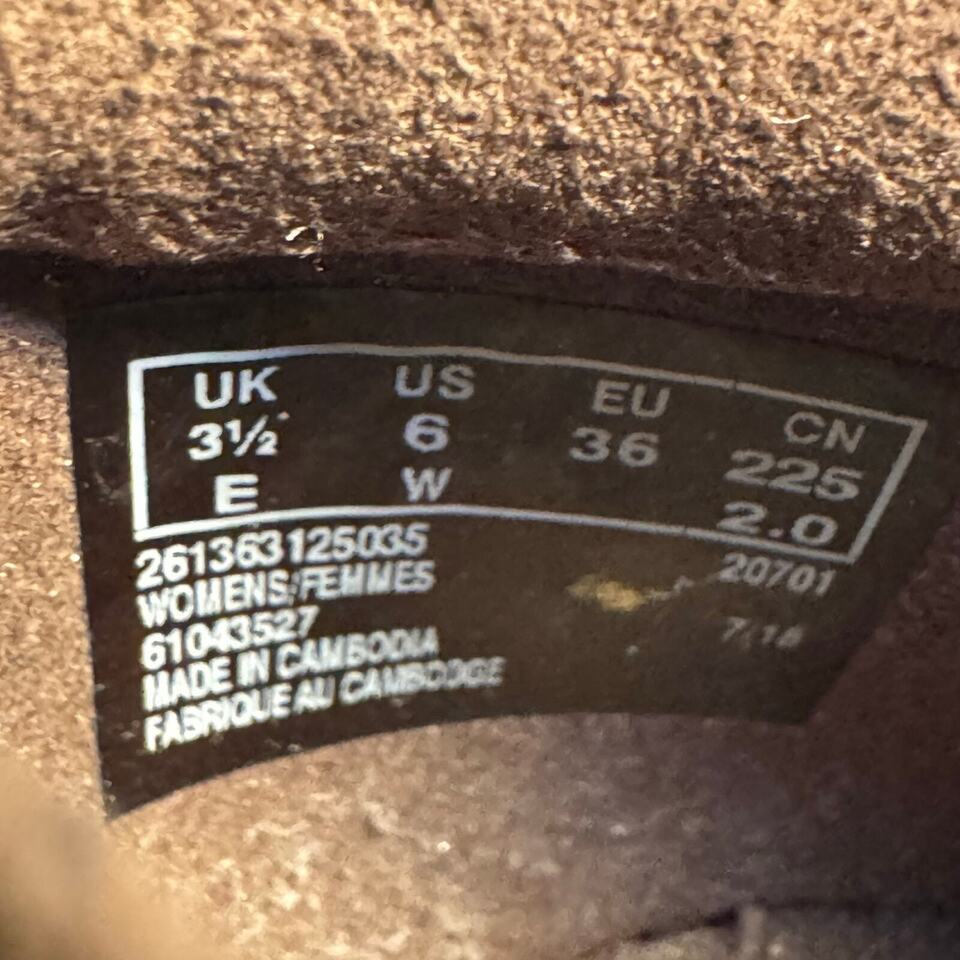 UK US EU CN
3½ 6 36 225
E W 2.0
261363125035 20701
WOMENS/FEMMES
61043527
MADE IN CAMBODIA
FABRIQUE AU CAMBODGE